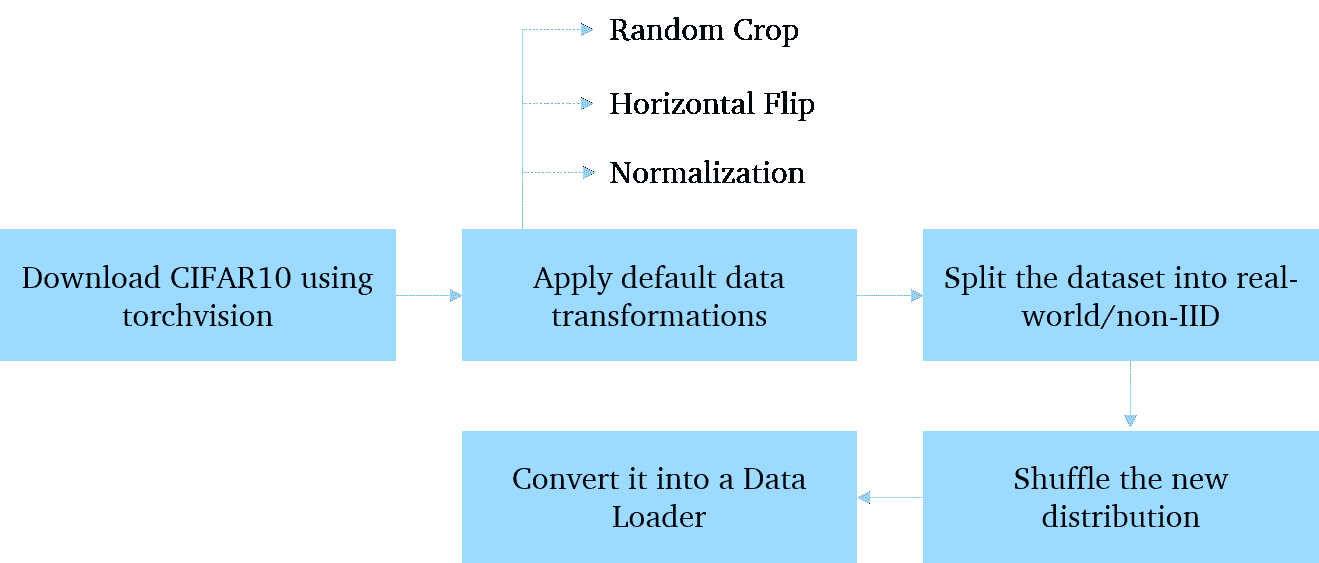 Random Crop
Horizontal Flip
Normalization
Download CIFAR10 using
torchvision
Apply default data
transformations
Split the dataset into real-
world/non-IID
Convert it into a Data
Loader
Shuffle the new
distribution